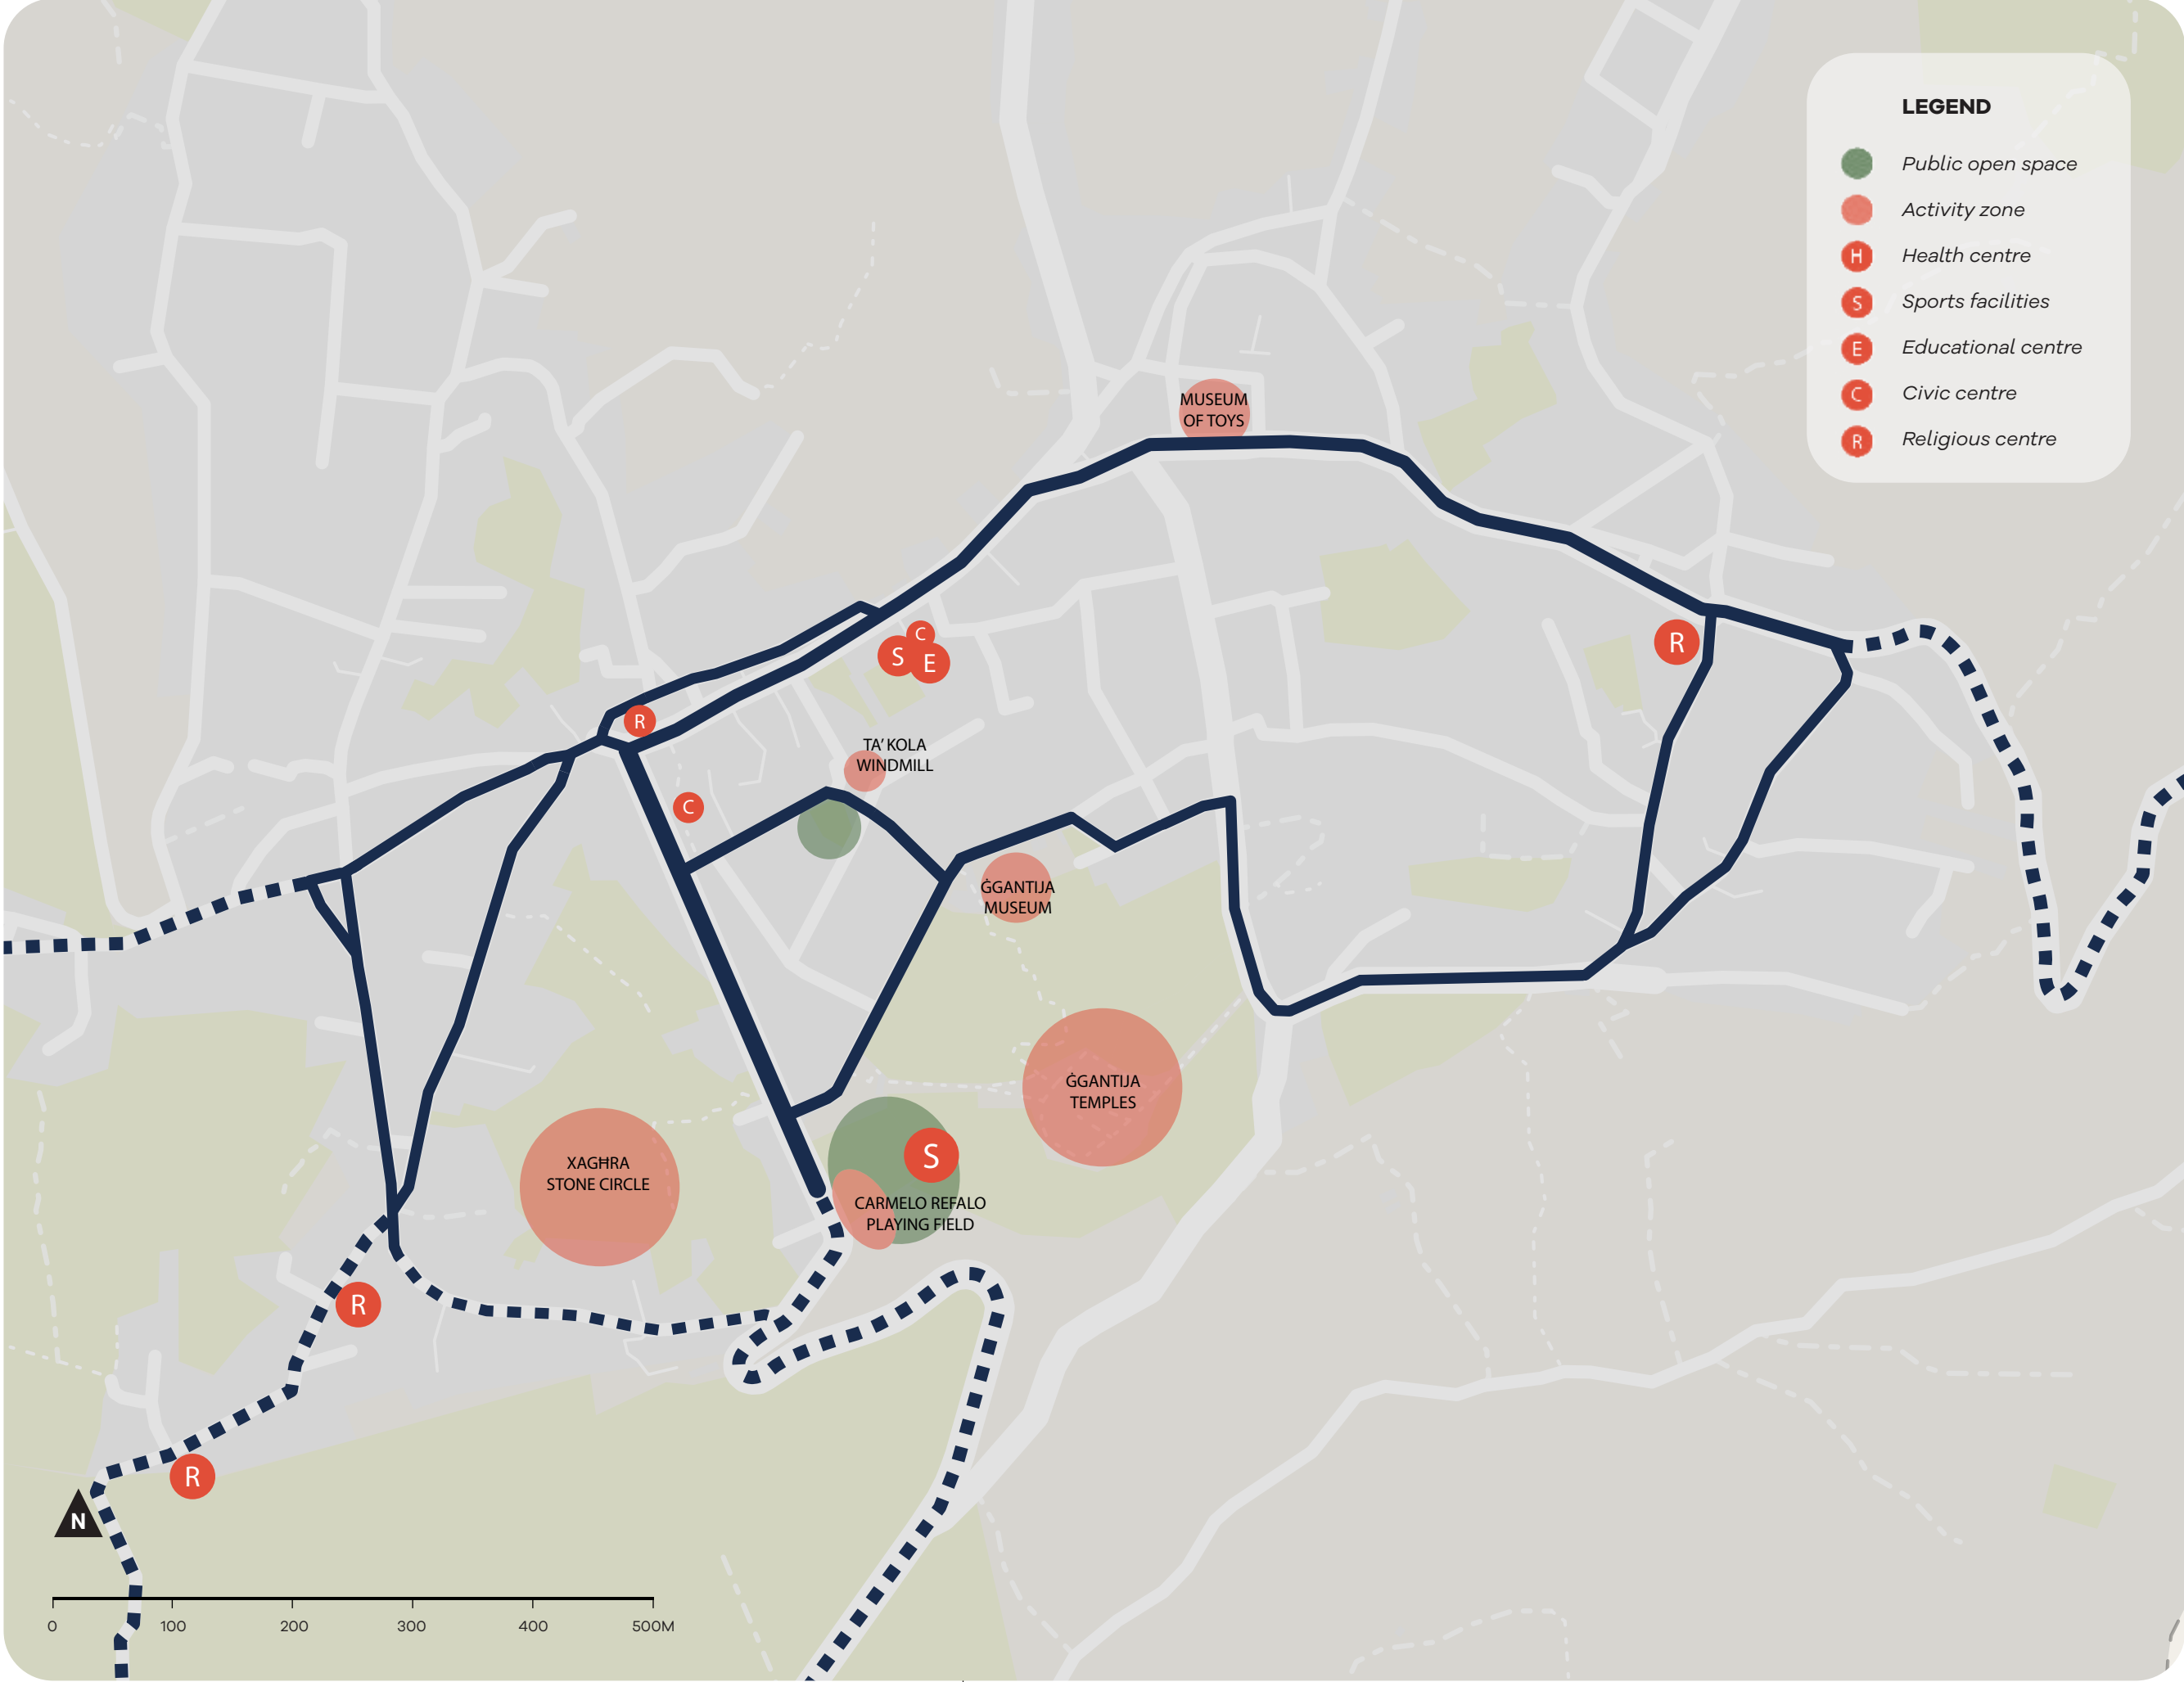 LEGEND
Public open space
Activity zone
H Health centre
S Sports facilities
E Educational centre
C Civic centre
R Religious centre
MUSEUM
OF TOYS
C
S E
R
R
TA' KOLA
WINDMILL
C
ĠGANTIJA
MUSEUM
ĠGANTIJA
TEMPLES
S
XAGĦRA
STONE CIRCLE
CARMELO REFALO
PLAYING FIELD
R
R
N
0 100 200 300 400 500M